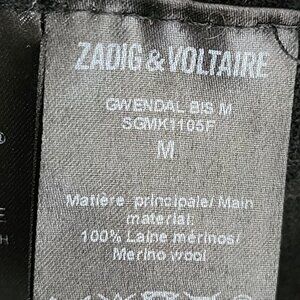 ZADIG & VOLTAIRE
GWENDAL BIS M
SGMK1105F
M
Matière principale/ Main
material:
100% Laine mérinos/
Merino wool